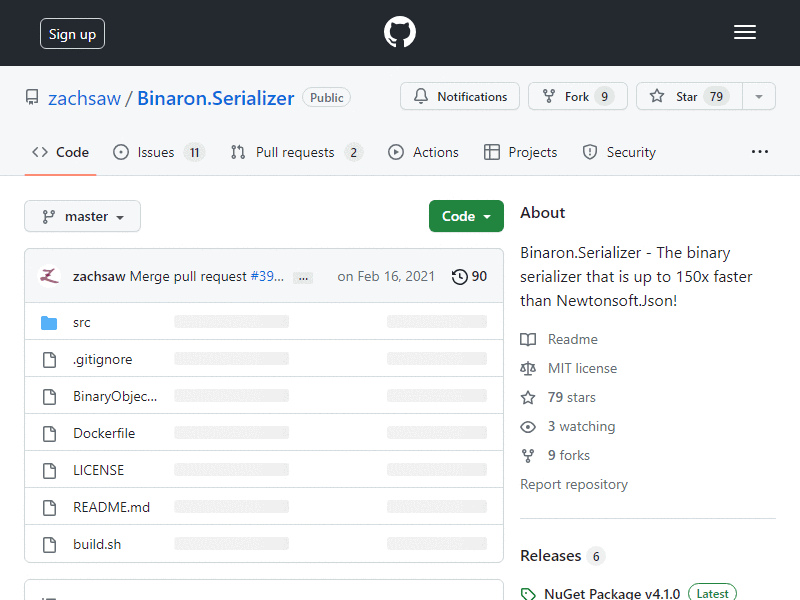 Sign up
zachsaw / Binaron.Serializer Public
Notifications
Fork 9
Star 79
Code
Issues 11
Pull requests 2
Actions
Projects
Security
master
Code
zachsaw Merge pull request #39... ... on Feb 16, 2021 90
src
.gitignore
BinaryObjec...
Dockerfile
LICENSE
README.md
build.sh
About
Binaron.Serializer - The binary
serializer that is up to 150x faster
than Newtonsoft.Json!
Readme
MIT license
79 stars
3 watching
9 forks
Report repository
Releases 6
NuGet Package v4.1.0 Latest